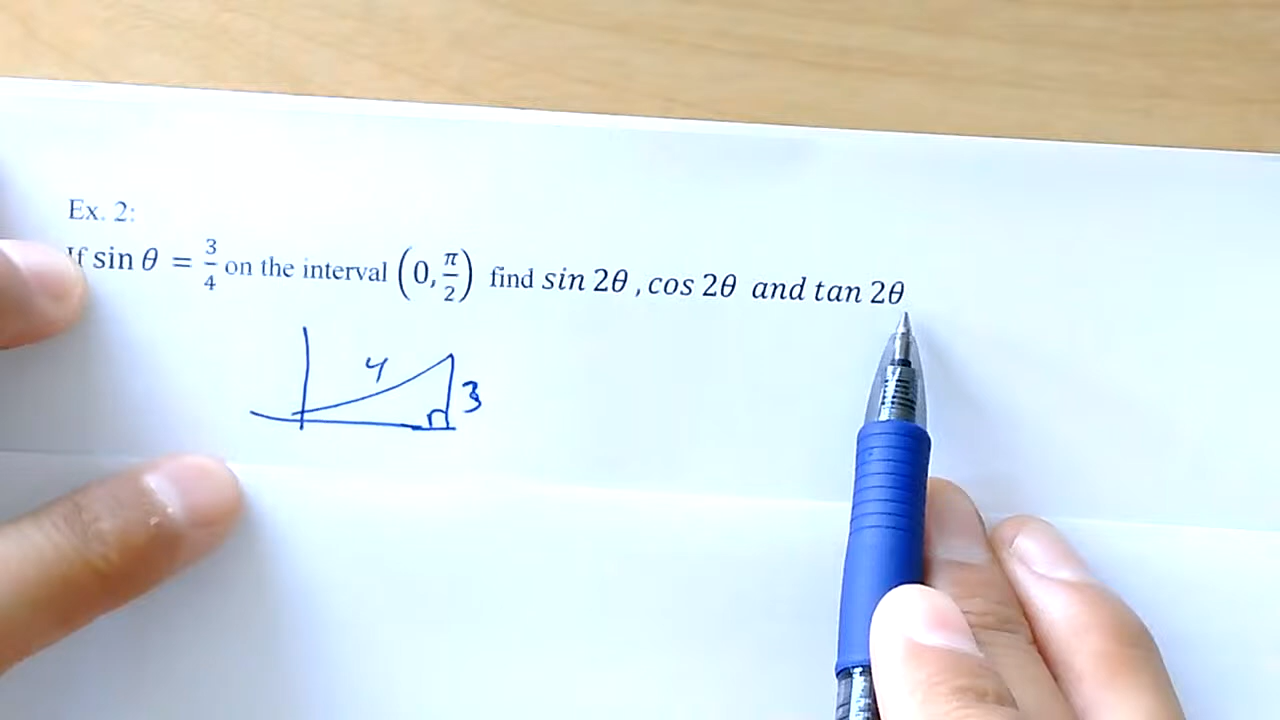 Ex. 2:
If sin θ = 3/4 on the interval (0, π/2) find sin 2θ , cos 2θ and tan 2θ
4
3